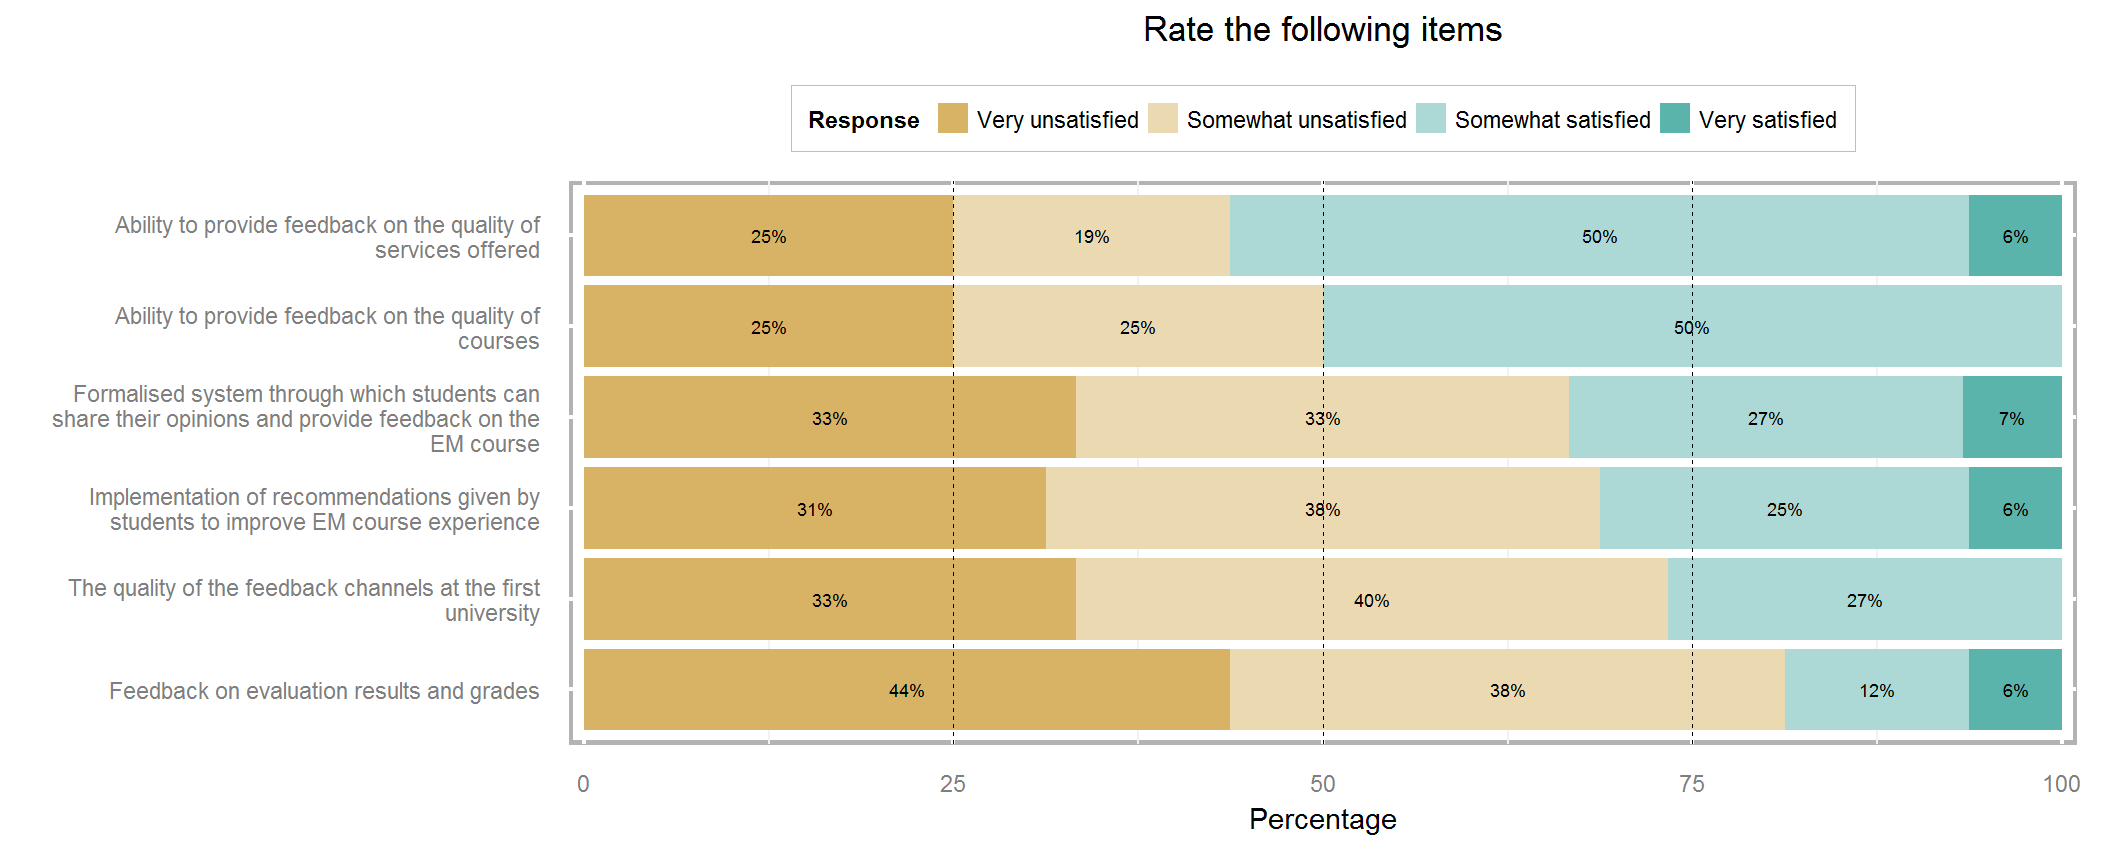 Rate the following items
Response Very unsatisfied Somewhat unsatisfied Somewhat satisfied Very satisfied
Ability to provide feedback on the quality of
services offered
25% 19% 50% 6%
Ability to provide feedback on the quality of
courses
25% 25% 50%
Formalised system through which students can
share their opinions and provide feedback on the
EM course
33% 33% 27% 7%
Implementation of recommendations given by
students to improve EM course experience
31% 38% 25% 6%
The quality of the feedback channels at the first
university
33% 40% 27%
Feedback on evaluation results and grades
44% 38% 12% 6%
0 25 50 75 100
Percentage